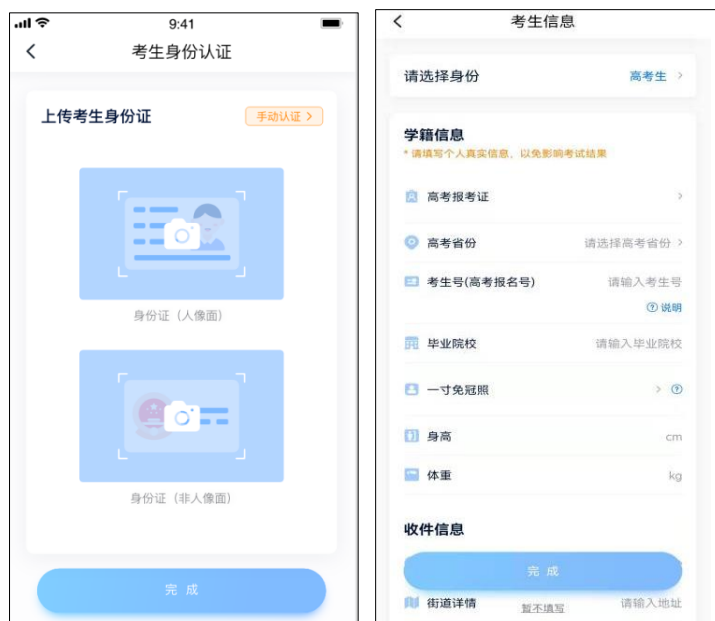 9:41
考生身份认证
上传考生身份证
手动认证 >
身份证（人像面）
身份证（非人像面）
完成
考生信息
请选择身份 高考生 >
学籍信息
* 请填写个人真实信息，以免影响考试结果
高考报考证 >
高考省份 请选择高考省份 >
考生号(高考报名号) 请输入考生号
? 说明
毕业院校 请输入毕业院校
一寸免冠照 > ?
身高 cm
体重 kg
收件信息
完成
街道详情 请输入地址
暂不填写